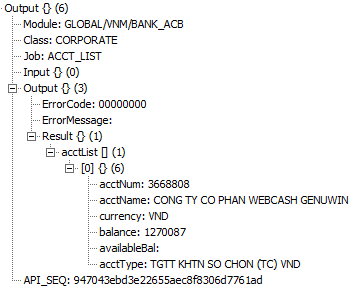 Output {} (6)
Module: GLOBAL/VNM/BANK_ACB
Class: CORPORATE
Job: ACCT_LIST
Input {} (0)
Output {} (3)
ErrorCode: 00000000
ErrorMessage:
Result {} (1)
acctList [] (1)
[0] {} (6)
acctNum: 3668808
acctName: CONG TY CO PHAN WEBCASH GENUWIN
currency: VND
balance: 1270087
availableBal:
acctType: TGTT KHTN SO CHON (TC) VND
API_SEQ: 947043ebd3e22655aec8f8306d7761ad